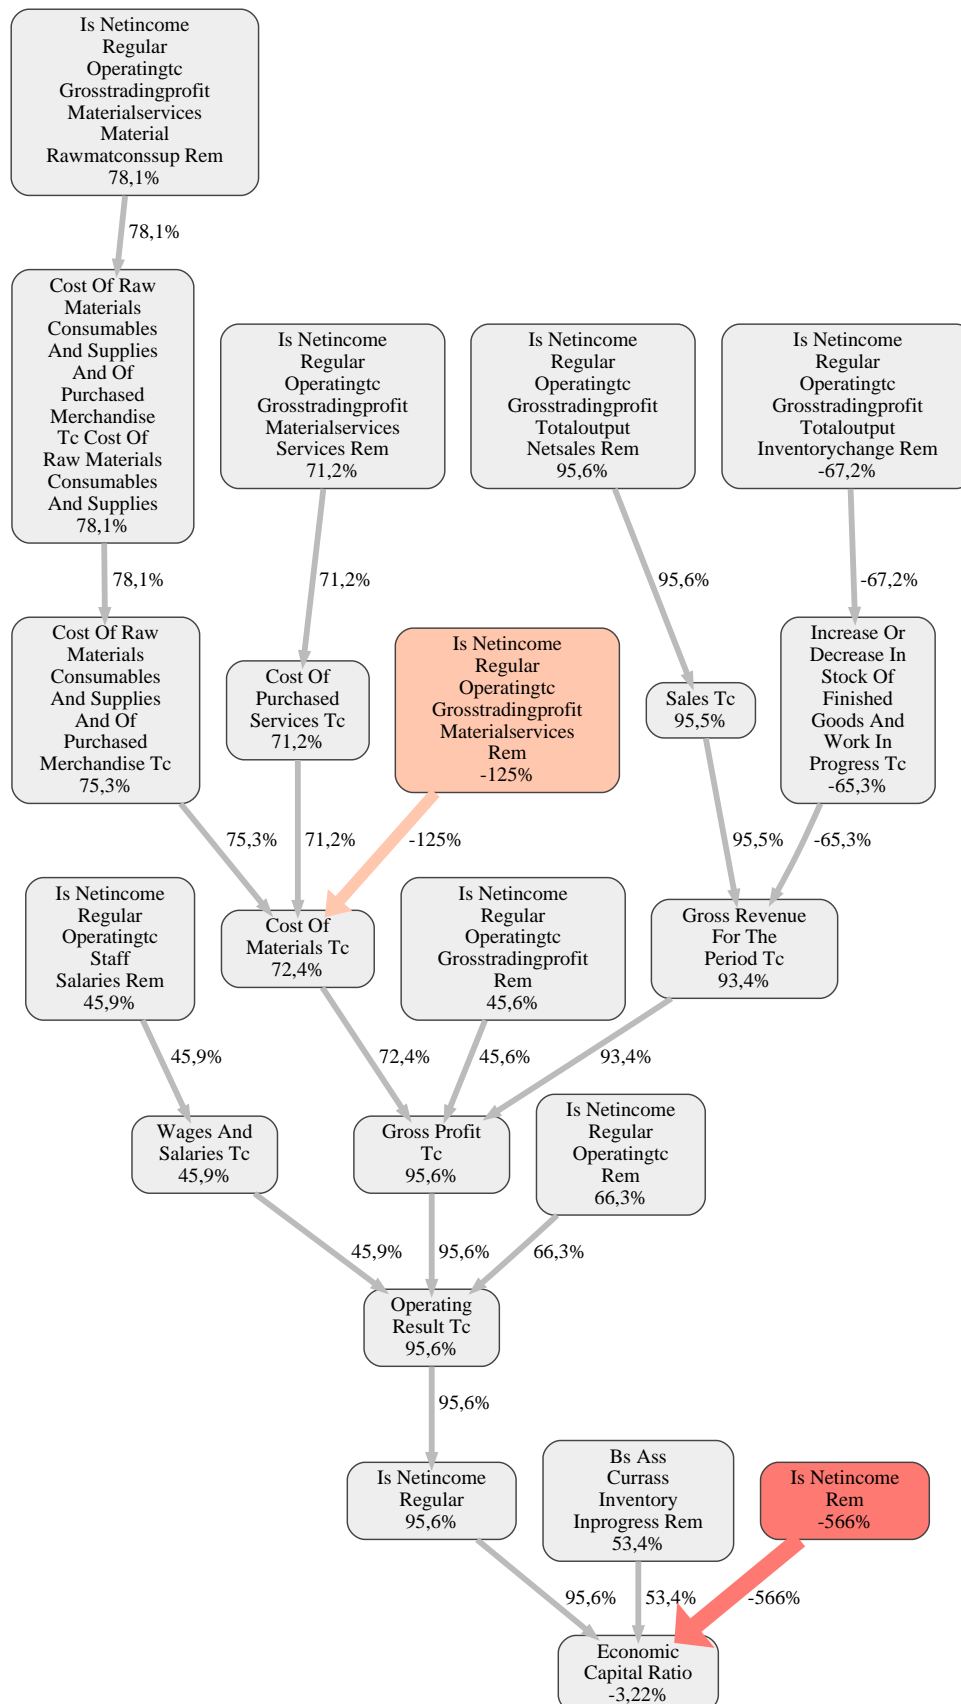 Is Netincome
Regular
Operatingtc
Grosstradingprofit
Materialservices
Material
Rawmatconssup Rem
78,1%
78,1%
Cost Of Raw
Materials
Consumables
And Supplies
And Of
Purchased
Merchandise
Tc Cost Of
Raw Materials
Consumables
And Supplies
78,1%
Is Netincome
Regular
Operatingtc
Grosstradingprofit
Materialservices
Services Rem
71,2%
Is Netincome
Regular
Operatingtc
Grosstradingprofit
Totaloutput
Netsales Rem
95,6%
Is Netincome
Regular
Operatingtc
Grosstradingprofit
Totaloutput
Inventorychange Rem
-67,2%
78,1%
71,2%
95,6%
-67,2%
Cost Of Raw
Materials
Consumables
And Supplies
And Of
Purchased
Merchandise Tc
75,3%
Cost Of
Purchased
Services Tc
71,2%
Is Netincome
Regular
Operatingtc
Grosstradingprofit
Materialservices
Rem
-125%
Sales Tc
95,5%
Increase Or
Decrease In
Stock Of
Finished
Goods And
Work In
Progress Tc
-65,3%
75,3%
71,2%
-125%
95,5%
-65,3%
Is Netincome
Regular
Operatingtc
Staff
Salaries Rem
45,9%
Cost Of
Materials Tc
72,4%
Is Netincome
Regular
Operatingtc
Grosstradingprofit
Rem
45,6%
Gross Revenue
For The
Period Tc
93,4%
45,9%
72,4%
45,6%
93,4%
Wages And
Salaries Tc
45,9%
Gross Profit
Tc
95,6%
Is Netincome
Regular
Operatingtc
Rem
66,3%
45,9%
95,6%
66,3%
Operating
Result Tc
95,6%
95,6%
Is Netincome
Regular
95,6%
Bs Ass
Currass
Inventory
Inprogress Rem
53,4%
Is Netincome
Rem
-566%
95,6%
53,4%
-566%
Economic
Capital Ratio
-3,22%